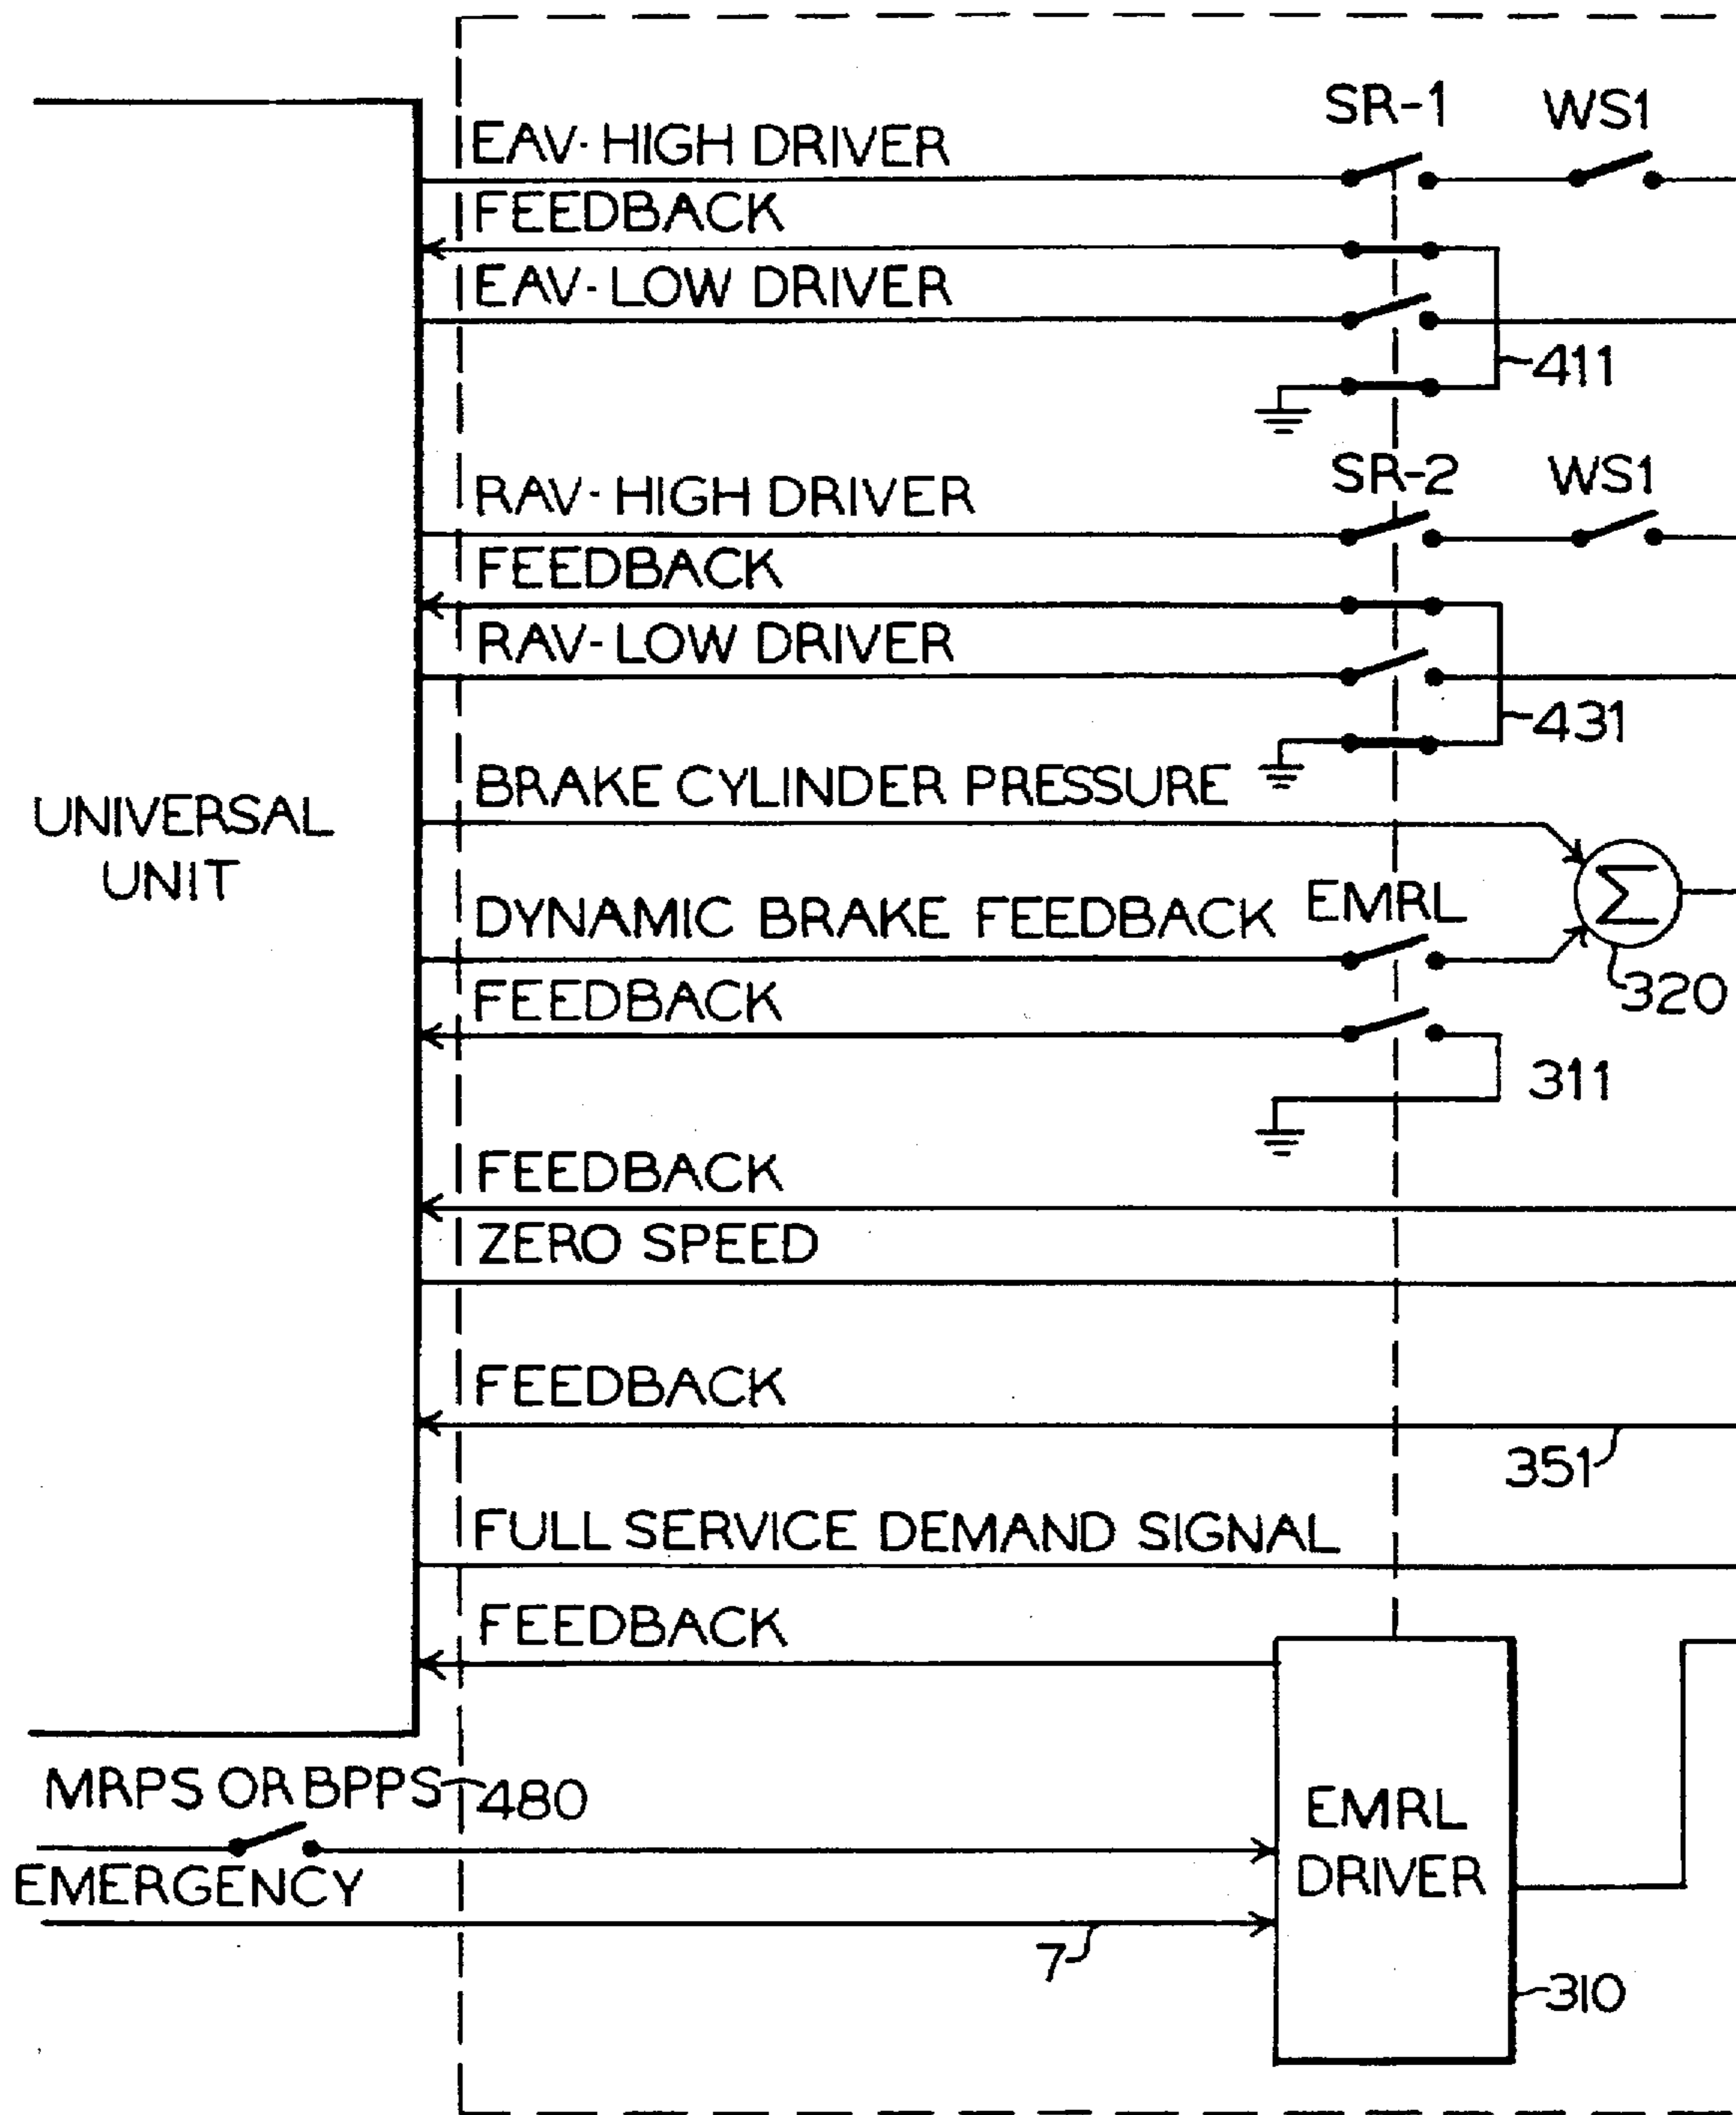 SR-1 WS1
EAV-HIGH DRIVER
FEEDBACK
EAV-LOW DRIVER
411
SR-2 WS1
RAV-HIGH DRIVER
FEEDBACK
RAV-LOW DRIVER
431
BRAKE CYLINDER PRESSURE
UNIVERSAL
UNIT
Σ
DYNAMIC BRAKE FEEDBACK EMRL
320
FEEDBACK
311
FEEDBACK
ZERO SPEED
FEEDBACK
351
FULL SERVICE DEMAND SIGNAL
FEEDBACK
MRPS OR BPPS 480
EMERGENCY
EMRL
DRIVER
7
310